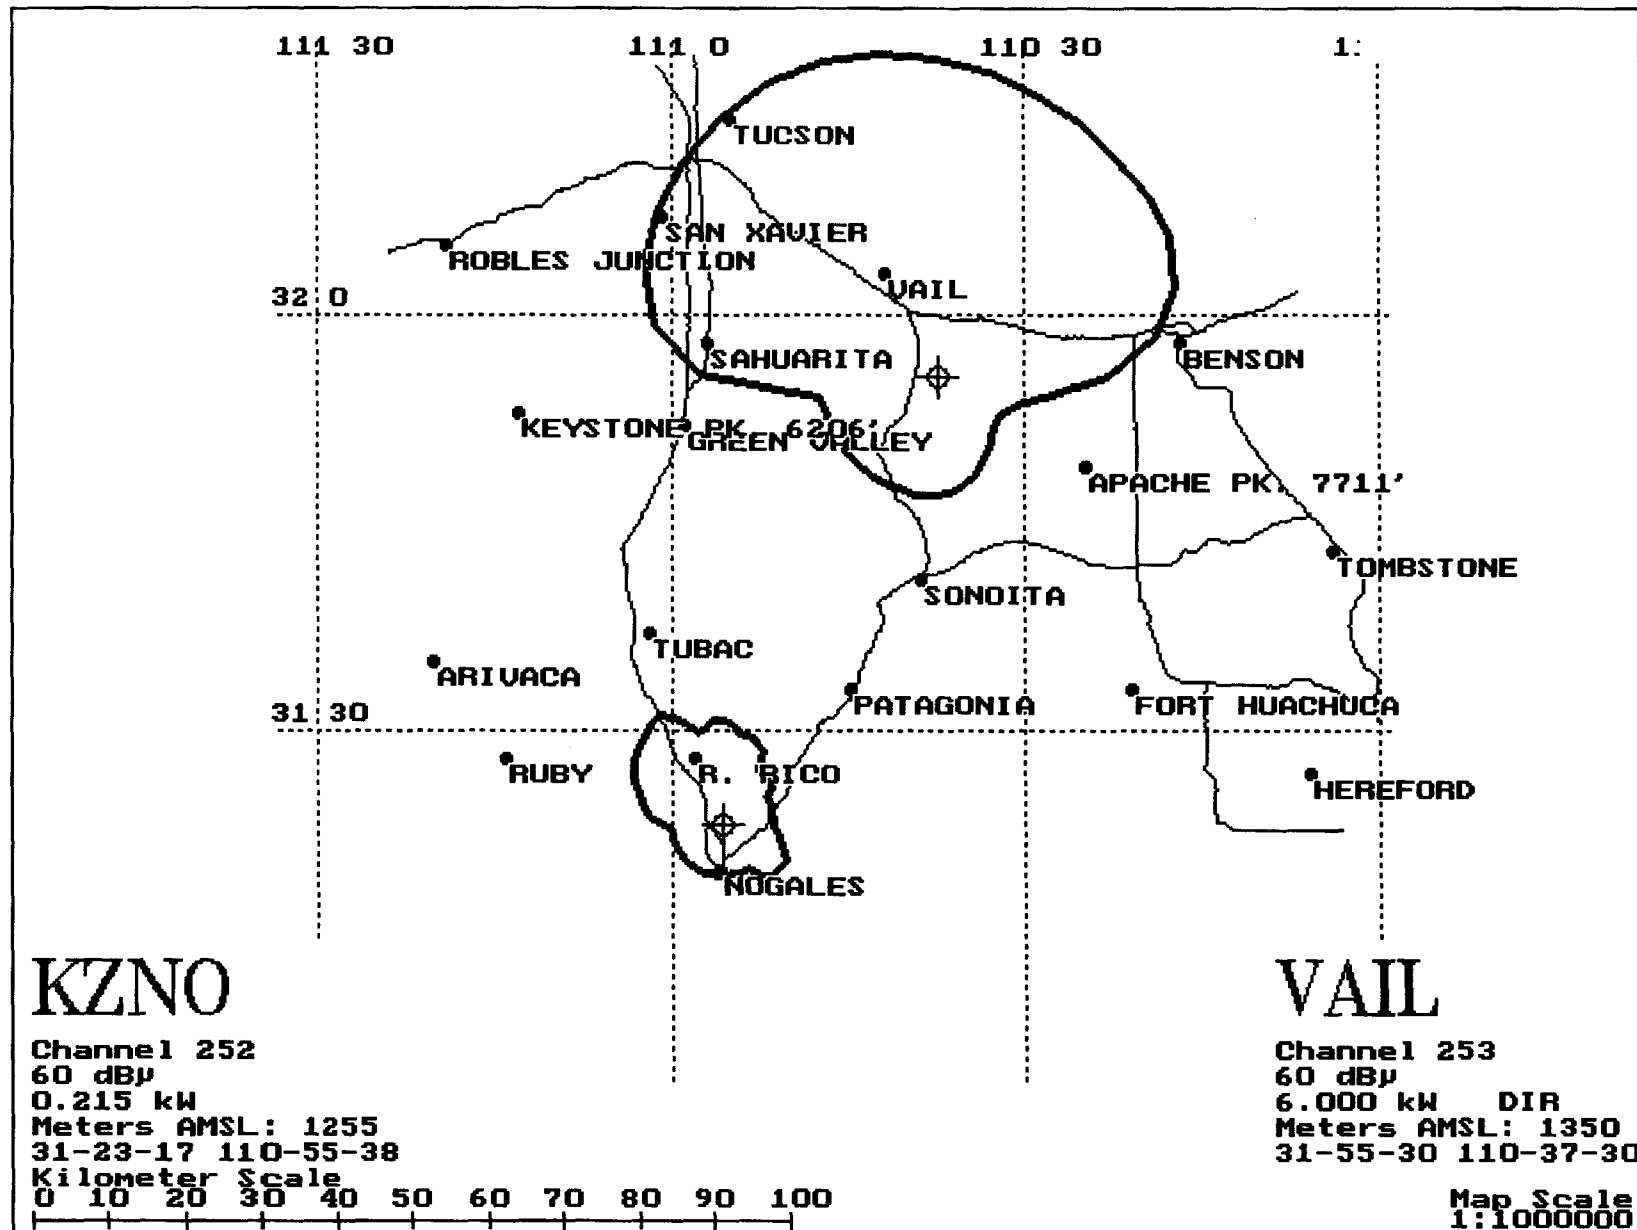 111 30
111 0
110 30
1:
TUCSON
SAN XAVIER
ROBLES JUNCTION
VAIL
32 0
SAHUARITA
BENSON
KEYSTONE PK. 6206'
GREEN VALLEY
APACHE PK. 7711'
TOMBSTONE
SONOITA
TUBAC
ARIVACA
PATAGONIA
FORT HUACHUCA
31 30
RUBY
R. RICO
HEREFORD
NOGALES
KZNO
Channel 252
60 dBµ
0.215 kW
Meters AMSL: 1255
31-23-17 110-55-38
Kilometer Scale
0 10 20 30 40 50 60 70 80 90 100
VAIL
Channel 253
60 dBµ
6.000 kW DIR
Meters AMSL: 1350
31-55-30 110-37-30
Map Scale
1:1000000